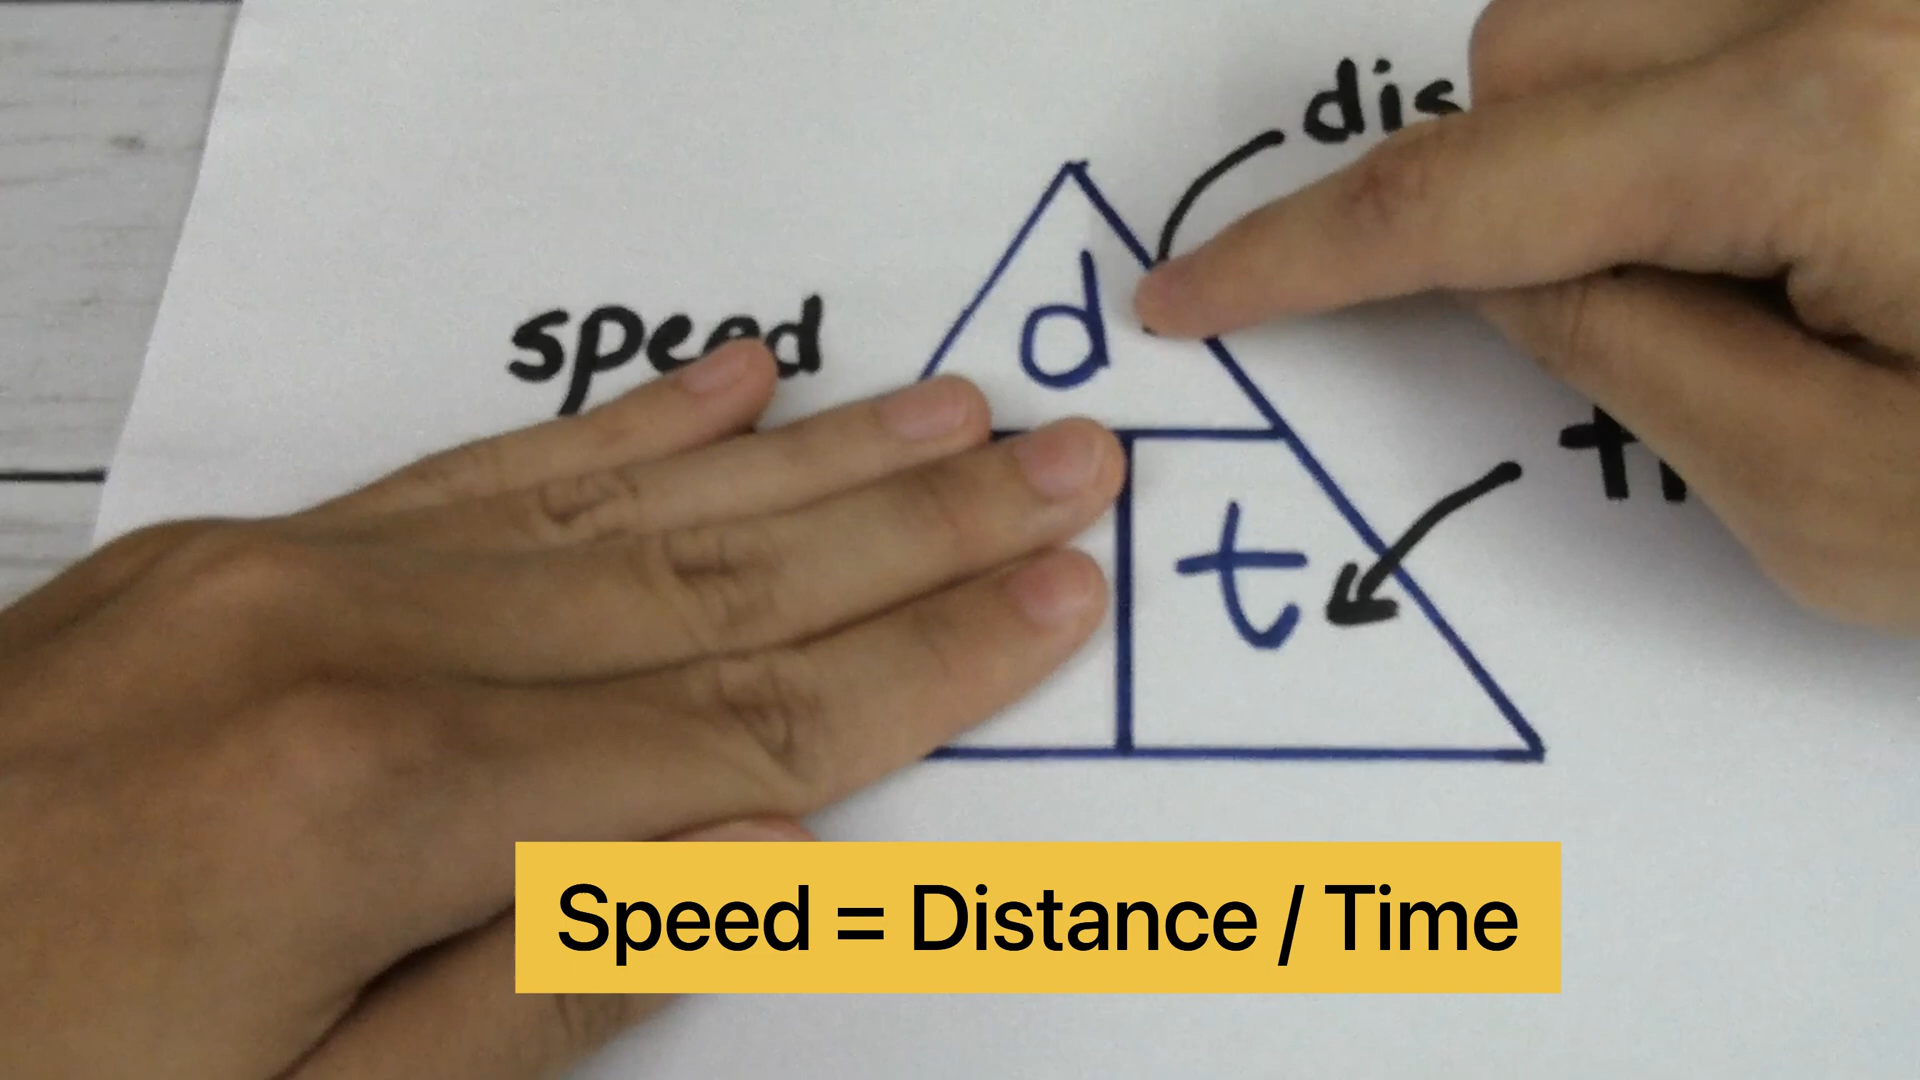 dis
speed
d
t
Speed = Distance / Time